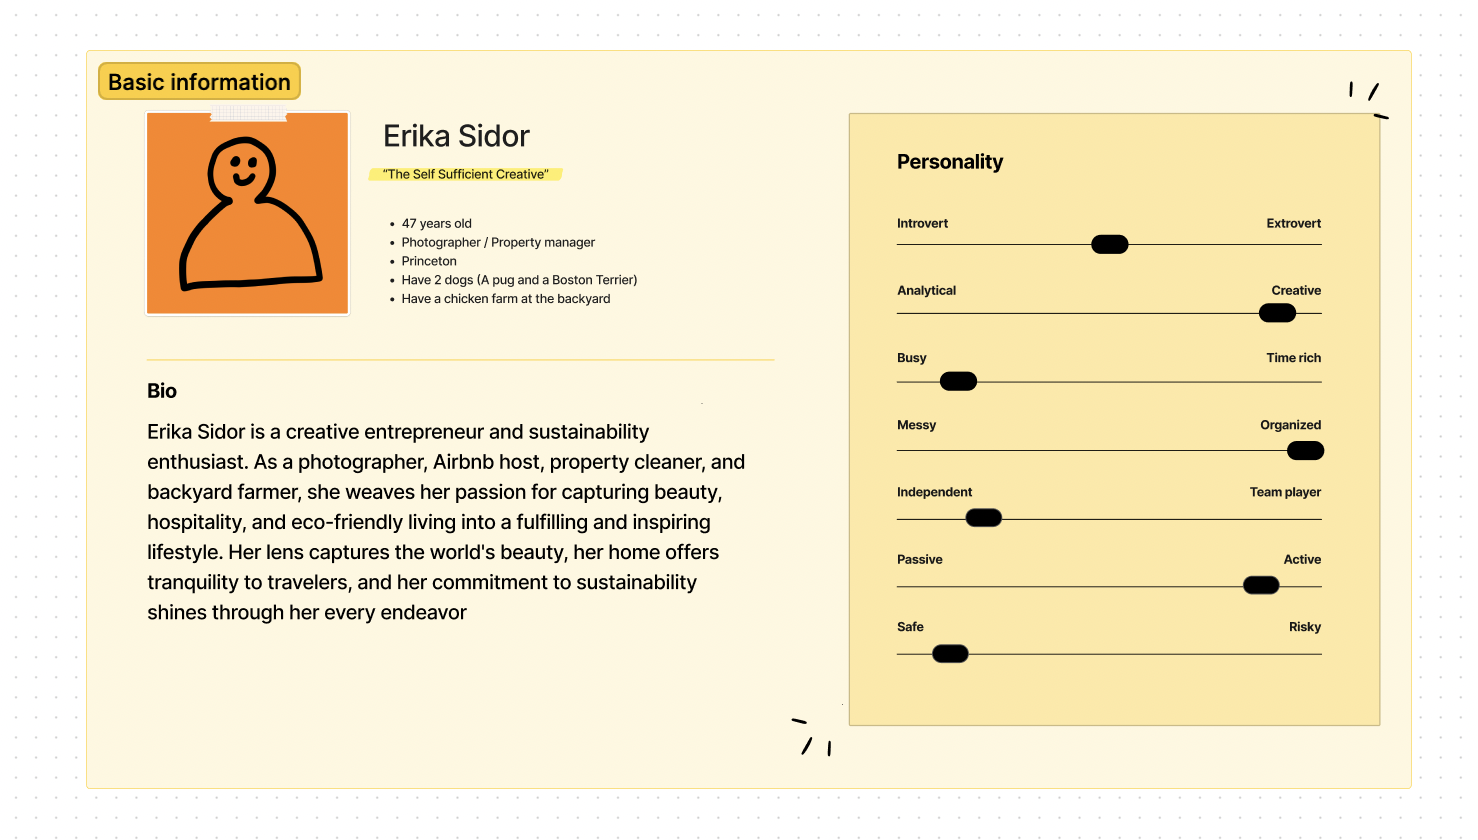 Basic information
Erika Sidor
“The Self Sufficient Creative”
• 47 years old
• Photographer / Property manager
• Princeton
• Have 2 dogs (A pug and a Boston Terrier)
• Have a chicken farm at the backyard
Bio
Erika Sidor is a creative entrepreneur and sustainability
enthusiast. As a photographer, Airbnb host, property cleaner, and
backyard farmer, she weaves her passion for capturing beauty,
hospitality, and eco-friendly living into a fulfilling and inspiring
lifestyle. Her lens captures the world's beauty, her home offers
tranquility to travelers, and her commitment to sustainability
shines through her every endeavor
Personality
Introvert Extrovert
Analytical Creative
Busy Time rich
Messy Organized
Independent Team player
Passive Active
Safe Risky